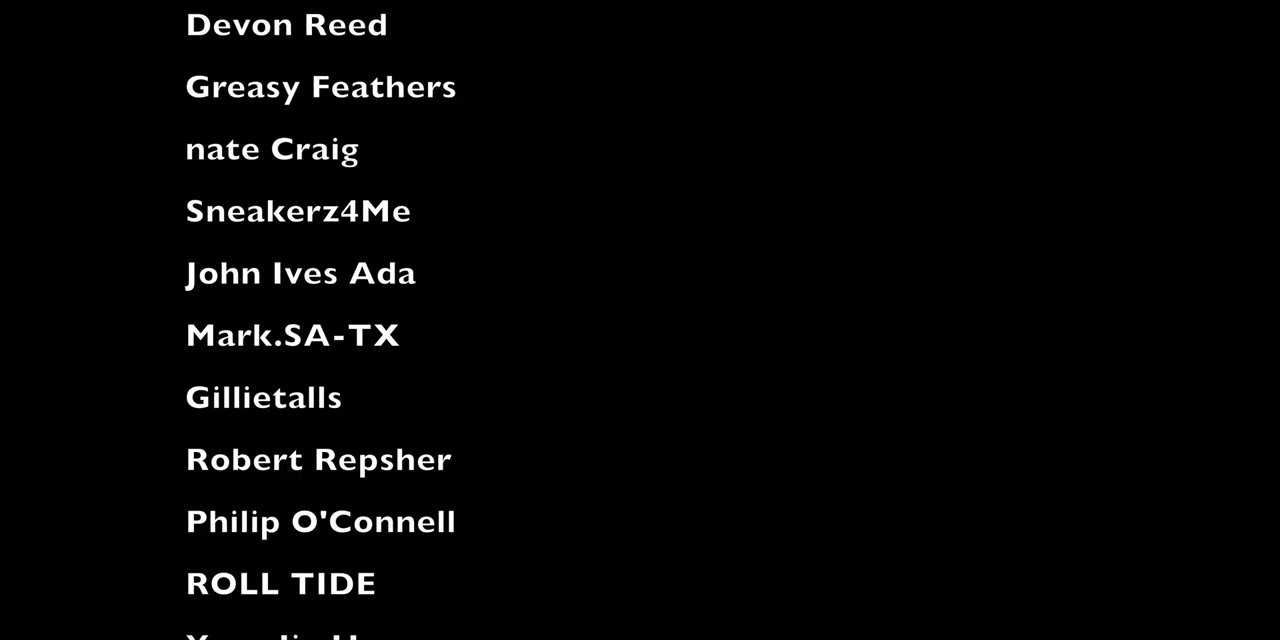 Devon Reed
Greasy Feathers
nate Craig
Sneakerz4Me
John Ives Ada
Mark.SA-TX
Gillietalls
Robert Repsher
Philip O'Connell
ROLL TIDE